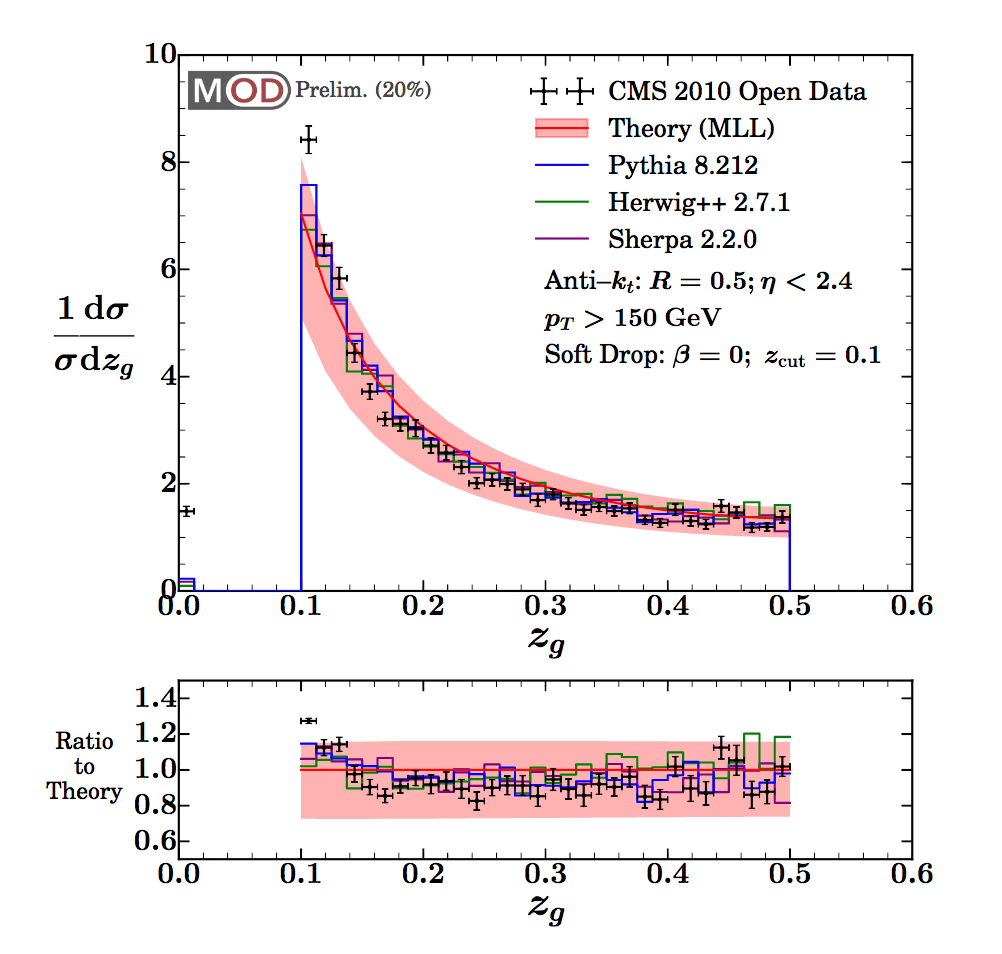 10
8
6
4
2
0
MOD Prelim. (20%)
CMS 2010 Open Data
Theory (MLL)
Pythia 8.212
Herwig++ 2.7.1
Sherpa 2.2.0
Anti–kₜ: R = 0.5; η < 2.4
p_T > 150 GeV
Soft Drop: β = 0; z_cut = 0.1
1 dσ
σ dz_g
0.0 0.1 0.2 0.3 0.4 0.5 0.6
z_g
1.4
1.2
1.0
0.8
0.6
Ratio
to
Theory
0.0 0.1 0.2 0.3 0.4 0.5 0.6
z_g